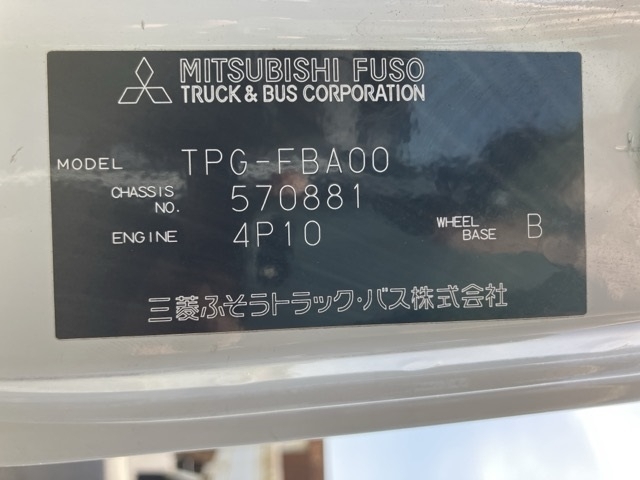 MITSUBISHI FUSO
TRUCK & BUS CORPORATION
MODEL TPG-FBA00
CHASSIS NO. 570881
ENGINE 4P10 WHEEL BASE B
三菱ふそうトラック・バス株式会社